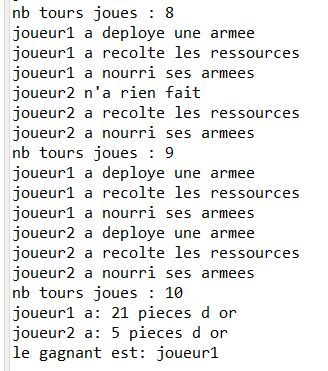 nb tours joues : 8
joueur1 a deploye une armee
joueur1 a recolte les ressources
joueur1 a nourri ses armees
joueur2 n'a rien fait
joueur2 a recolte les ressources
joueur2 a nourri ses armees
nb tours joues : 9
joueur1 a deploye une armee
joueur1 a recolte les ressources
joueur1 a nourri ses armees
joueur2 a deploye une armee
joueur2 a recolte les ressources
joueur2 a nourri ses armees
nb tours joues : 10
joueur1 a: 21 pieces d or
joueur2 a: 5 pieces d or
le gagnant est: joueur1